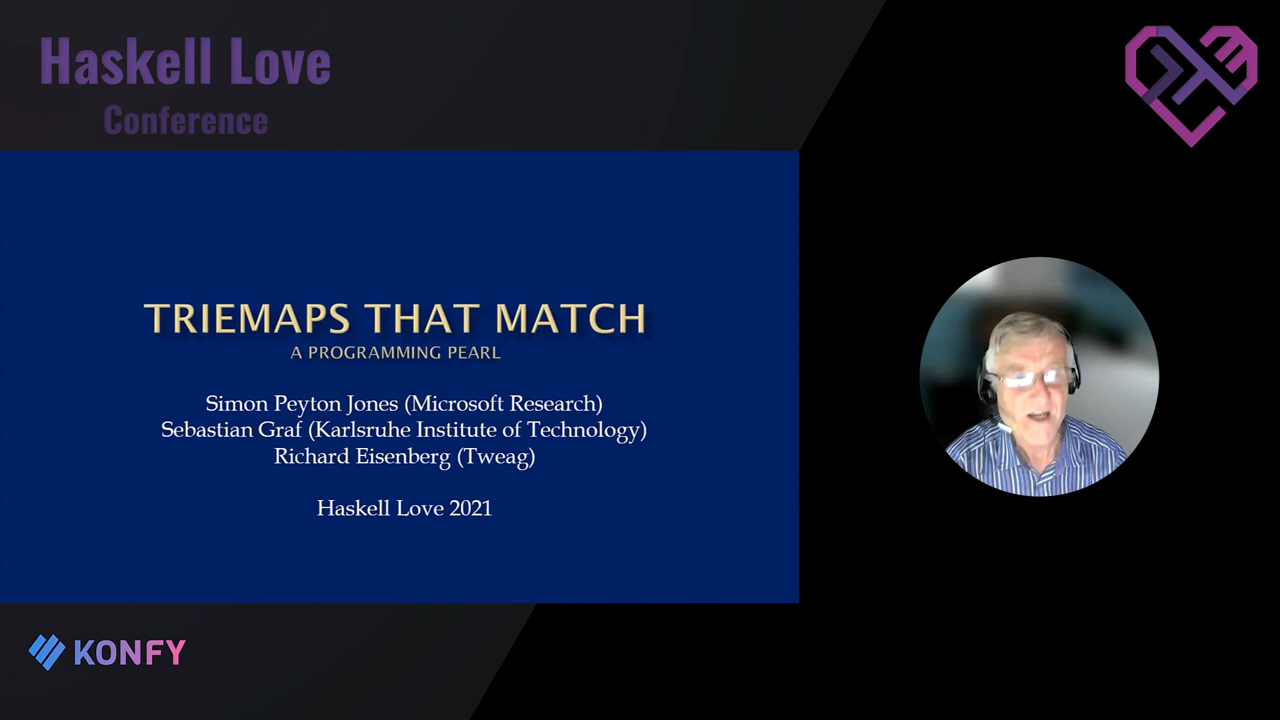 Haskell Love
Conference
TRIEMAPS THAT MATCH
A PROGRAMMING PEARL
Simon Peyton Jones (Microsoft Research)
Sebastian Graf (Karlsruhe Institute of Technology)
Richard Eisenberg (Tweag)
Haskell Love 2021
KONFY